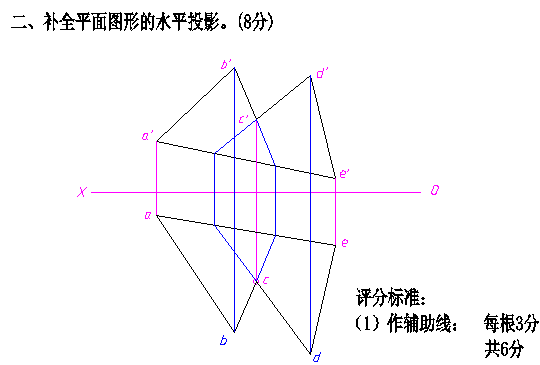 二、补全平面图形的水平投影。(8分)
b'
d'
c'
a'
e'
X
O
a
e
c
b
d
评分标准：
（1）作辅助线： 每根3分
共6分